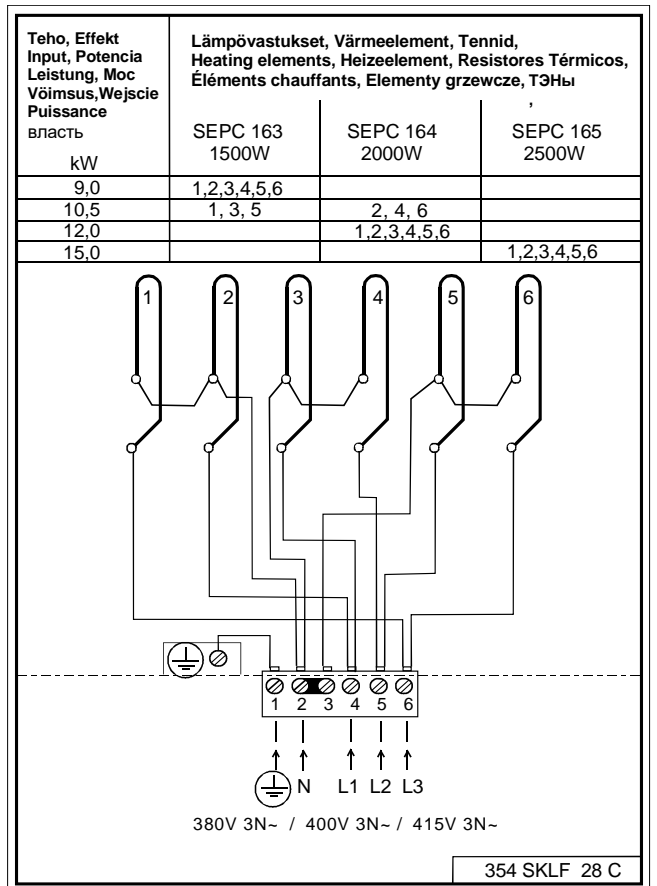 Teho, Effekt
Input, Potencia
Leistung, Moc
Vöimsus,Wejscie
Puissance
власть
kW
Lämpövastukset, Värmeelement, Tennid,
Heating elements, Heizeelement, Resistores Térmicos,
Éléments chauffants, Elementy grzewcze, ТЭНы
,
SEPC 163
1500W
SEPC 164
2000W
SEPC 165
2500W
9,0 1,2,3,4,5,6
10,5 1, 3, 5 2, 4, 6
12,0 1,2,3,4,5,6
15,0 1,2,3,4,5,6
1 2 3 4 5 6
1 2 3 4 5 6
N L1 L2 L3
380V 3N~ / 400V 3N~ / 415V 3N~
354 SKLF 28 C